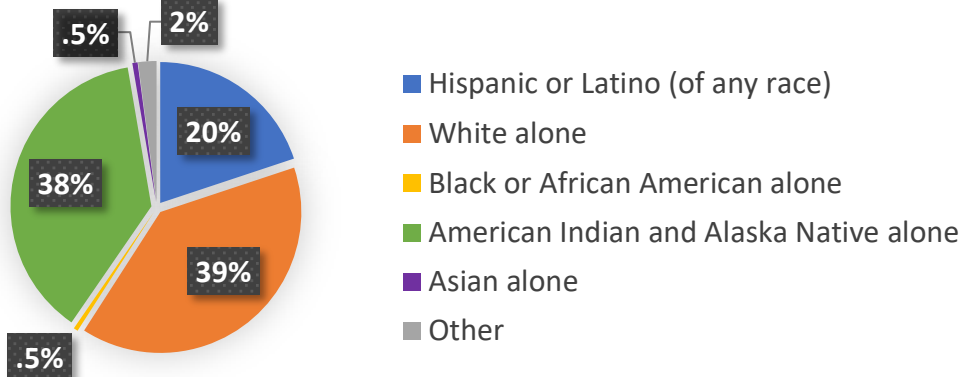 .5%
2%
20%
38%
39%
.5%
Hispanic or Latino (of any race)
White alone
Black or African American alone
American Indian and Alaska Native alone
Asian alone
Other